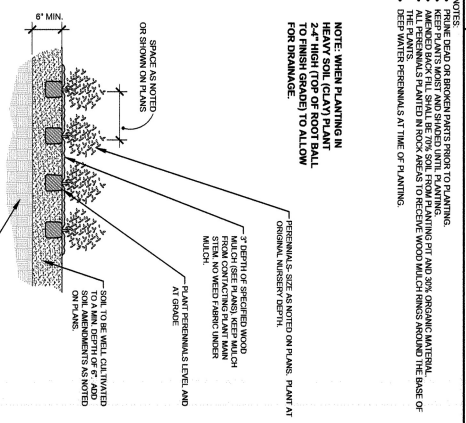 NOTES:
• PRUNE DEAD OR BROKEN PARTS PRIOR TO PLANTING.
• KEEP PLANTS MOIST AND SHADED UNTIL PLANTING.
• AMENDED BACK FILL SHALL BE 70% SOIL FROM PLANTING PIT AND 30% ORGANIC MATERIAL
• ALL PERENNIALS PLANTED IN ROCK AREAS TO RECEIVE WOOD MULCH RINGS AROUND THE BASE OF
THE PLANTS.
• DEEP WATER PERENNIALS AT TIME OF PLANTING.
NOTE: WHEN PLANTING IN
HEAVY SOIL (CLAY) PLANT
2-4" HIGH (TOP OF ROOT BALL
TO FINISH GRADE) TO ALLOW
FOR DRAINAGE.
PERENNIALS- SIZE AS NOTED ON PLANS. PLANT AT
ORIGINAL NURSERY DEPTH.
SPACE AS NOTED
OR SHOWN ON PLANS
3" DEPTH OF SPECIFIED WOOD
MULCH (SEE PLANS). KEEP MULCH
FROM CONTACTING PLANT MAIN
STEM. NO WEED FABRIC UNDER
MULCH.
PLANT PERENNIALS LEVEL AND
AT GRADE
6" MIN.
SOIL TO BE WELL CULTIVATED
TO A MIN. DEPTH OF 6". ADD
SOIL AMENDMENTS AS NOTED
ON PLANS.